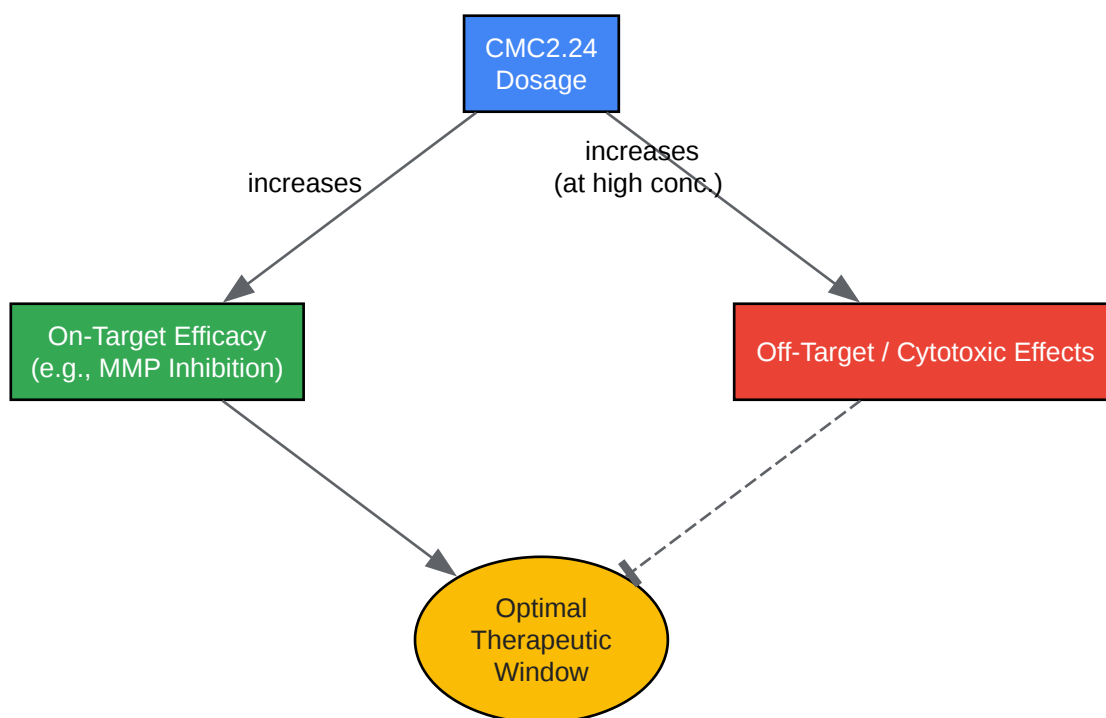 CMC2.24
Dosage
increases
increases
(at high conc.)
On-Target Efficacy
(e.g., MMP Inhibition)
Off-Target / Cytotoxic Effects
Optimal
Therapeutic
Window